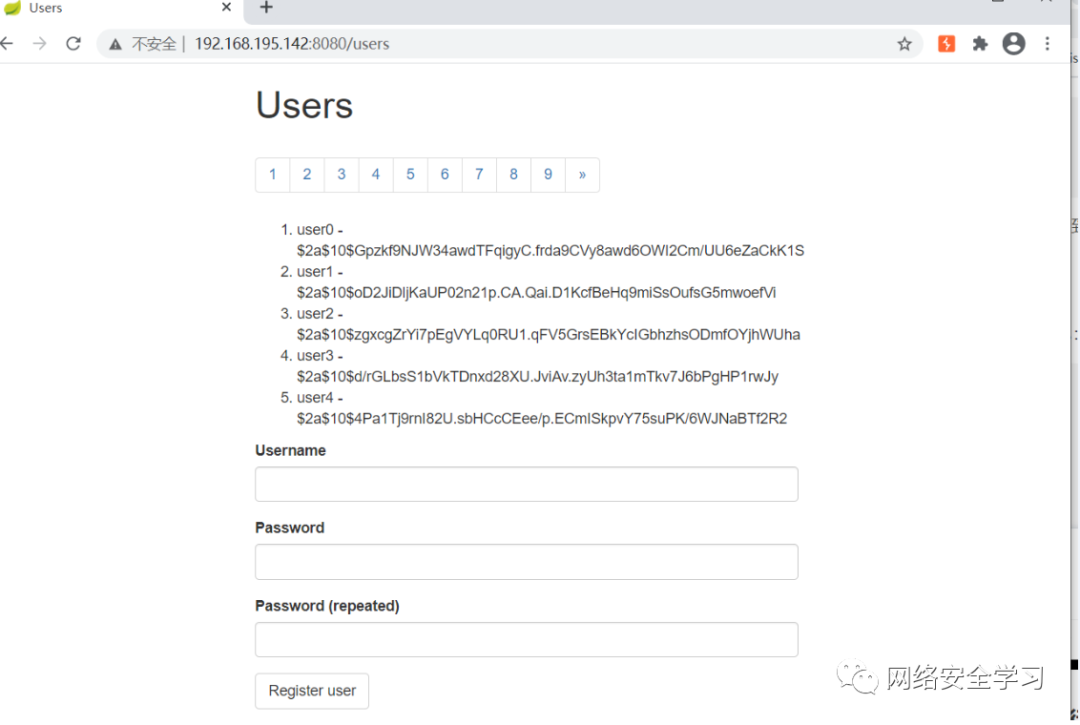 Users
不安全 | 192.168.195.142:8080/users
Users
1 2 3 4 5 6 7 8 9 »
1. user0 -
$2a$10$Gpzkf9NJW34awdTFqigyC.frda9CVy8awd6OWI2Cm/UU6eZaCkK1S
2. user1 -
$2a$10$oD2JiDljKaUP02n21p.CA.Qai.D1KcfBeHq9miSsOufsG5mwoefVi
3. user2 -
$2a$10$zgxcgZrYi7pEgVYLq0RU1.qFV5GrsEBkYcIGbhzhsODmfOYjhWUha
4. user3 -
$2a$10$d/rGLbsS1bVkTDnxd28XU.JviAv.zyUh3ta1mTkv7J6bPgHP1rwJy
5. user4 -
$2a$10$4Pa1Tj9rnI82U.sbHCcCEee/p.ECmISkpvY75suPK/6WJNaBTf2R2
Username
Password
Password (repeated)
Register user
网络安全学习